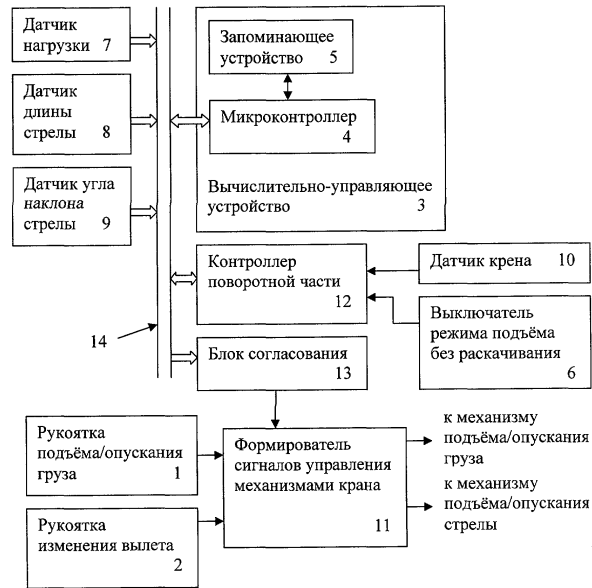 Датчик
нагрузки 7
Датчик
длины
стрелы 8
Датчик угла
наклона
стрелы 9
14
Запоминающее
устройство 5
Микроконтроллер
4
Вычислительно-управляющее
устройство 3
Контроллер
поворотной части
12
Датчик крена 10
Выключатель
режима подъёма
без раскачивания
6
Блок согласования
13
Рукоятка
подъёма/опускания
груза 1
Рукоятка
изменения вылета
2
Формирователь
сигналов управления
механизмами крана
11
к механизму
подъёма/опускания
груза
к механизму
подъёма/опускания
стрелы